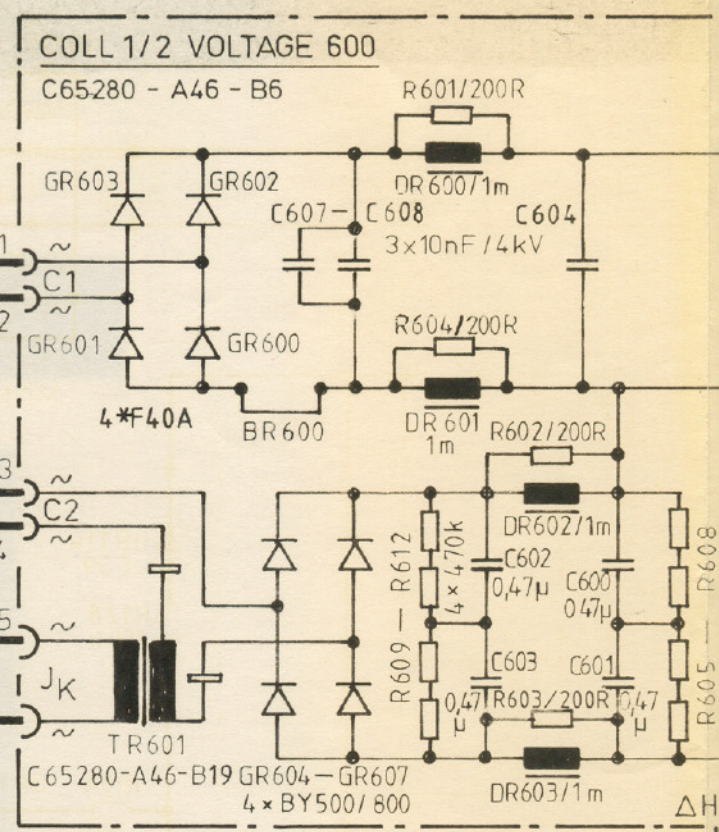 COLL 1/2 VOLTAGE 600
C65280 - A46 - B6
R601/200R
GR603
GR602
DR600/1m
C607- C608
C604
3x10nF/4kV
1
~
C1
2
~
R604/200R
GR601
GR600
4*F40A
BR600
DR 601
1m
R602/200R
3
~
C2
~
DR602/1m
R609 — R612
4 x 470k
C602
0,47µ
C600
0,47µ
R605 — R608
5
~
JK
~
C603
C601
0,47
µ
R603/200R
0,47
µ
TR601
C65280-A46-B19
GR604—GR607
4 x BY500/800
DR603/1m
ΔH